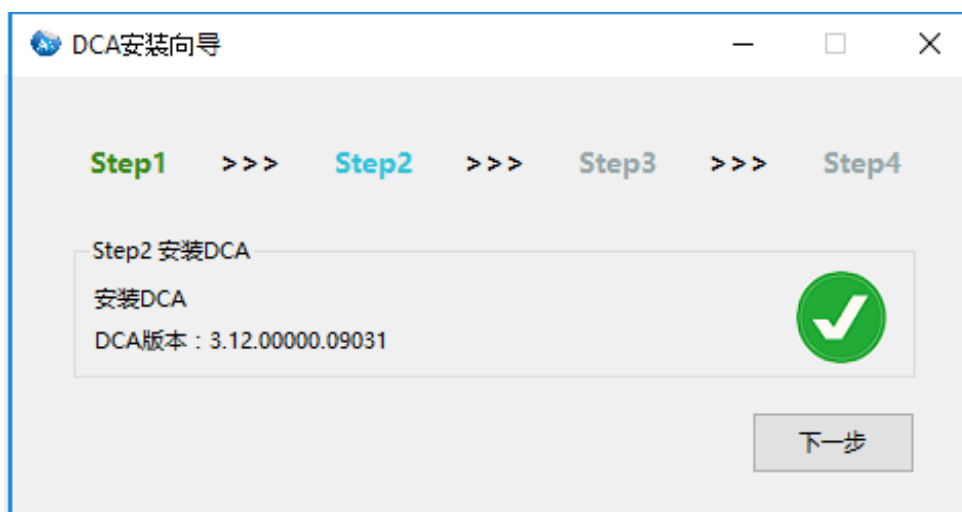 DCA安装向导
Step1 >>> Step2 >>> Step3 >>> Step4
Step2 安装DCA
安装DCA
DCA版本：3.12.00000.09031
下一步